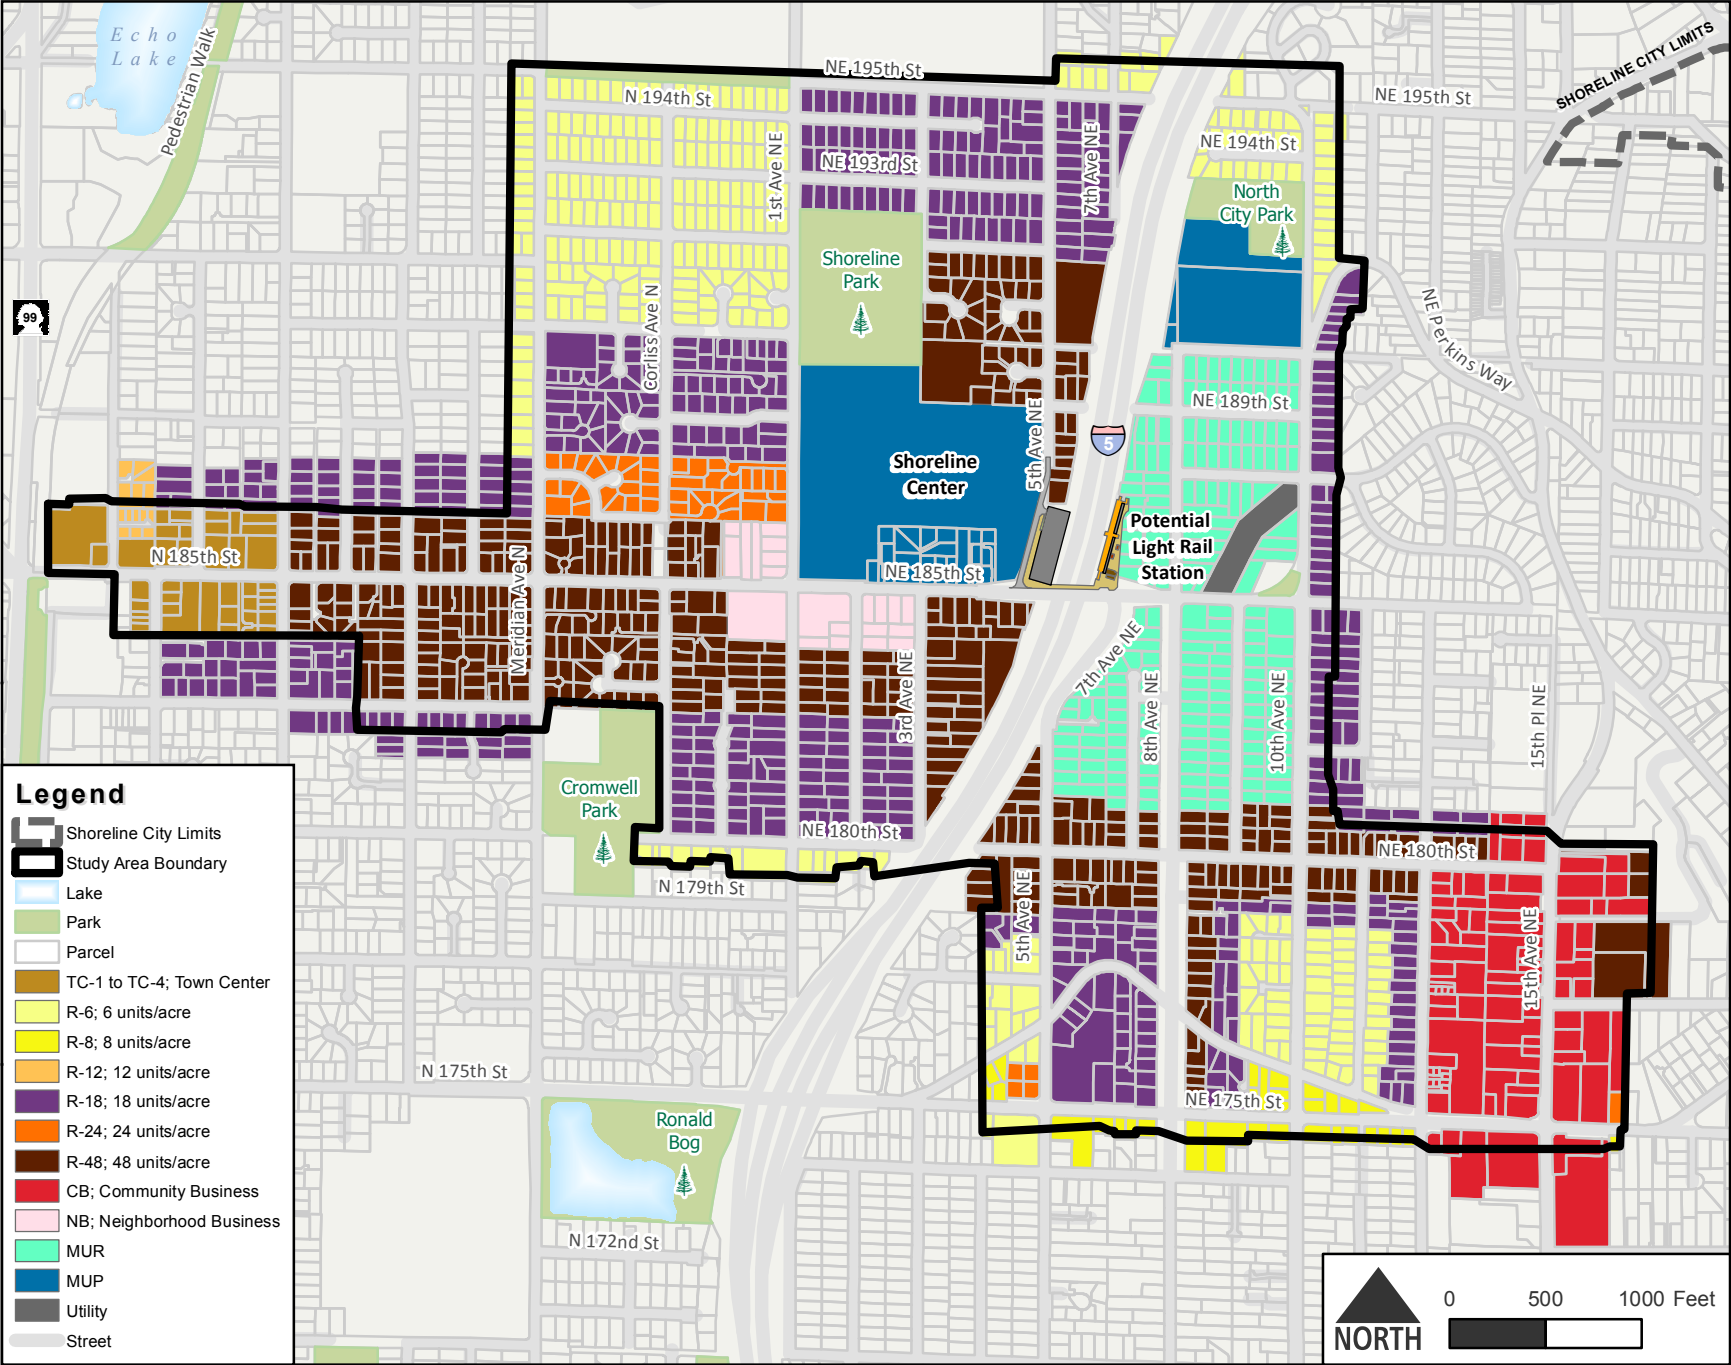 Echo
Lake
Pedestrian Walk
NE 195th St
N 194th St
NE 195th St
SHORELINE CITY LIMITS
1st Ave NE
NE 193rd St
7th Ave NE
NE 194th St
North
City Park
Shoreline
Park
99
Corliss Ave N
NE Perkins Way
NE 189th St
5th Ave NE
5
Shoreline
Center
Potential
Light Rail
Station
N 185th St
NE 185th St
Meridian Ave N
7th Ave NE
3rd Ave NE
8th Ave NE
10th Ave NE
15th Pl NE
Cromwell
Park
NE 180th St
NE 180th St
N 179th St
5th Ave NE
15th Ave NE
N 175th St
NE 175th St
Ronald
Bog
N 172nd St
Legend
Shoreline City Limits
Study Area Boundary
Lake
Park
Parcel
TC-1 to TC-4; Town Center
R-6; 6 units/acre
R-8; 8 units/acre
R-12; 12 units/acre
R-18; 18 units/acre
R-24; 24 units/acre
R-48; 48 units/acre
CB; Community Business
NB; Neighborhood Business
MUR
MUP
Utility
Street
NORTH
0 500 1000 Feet